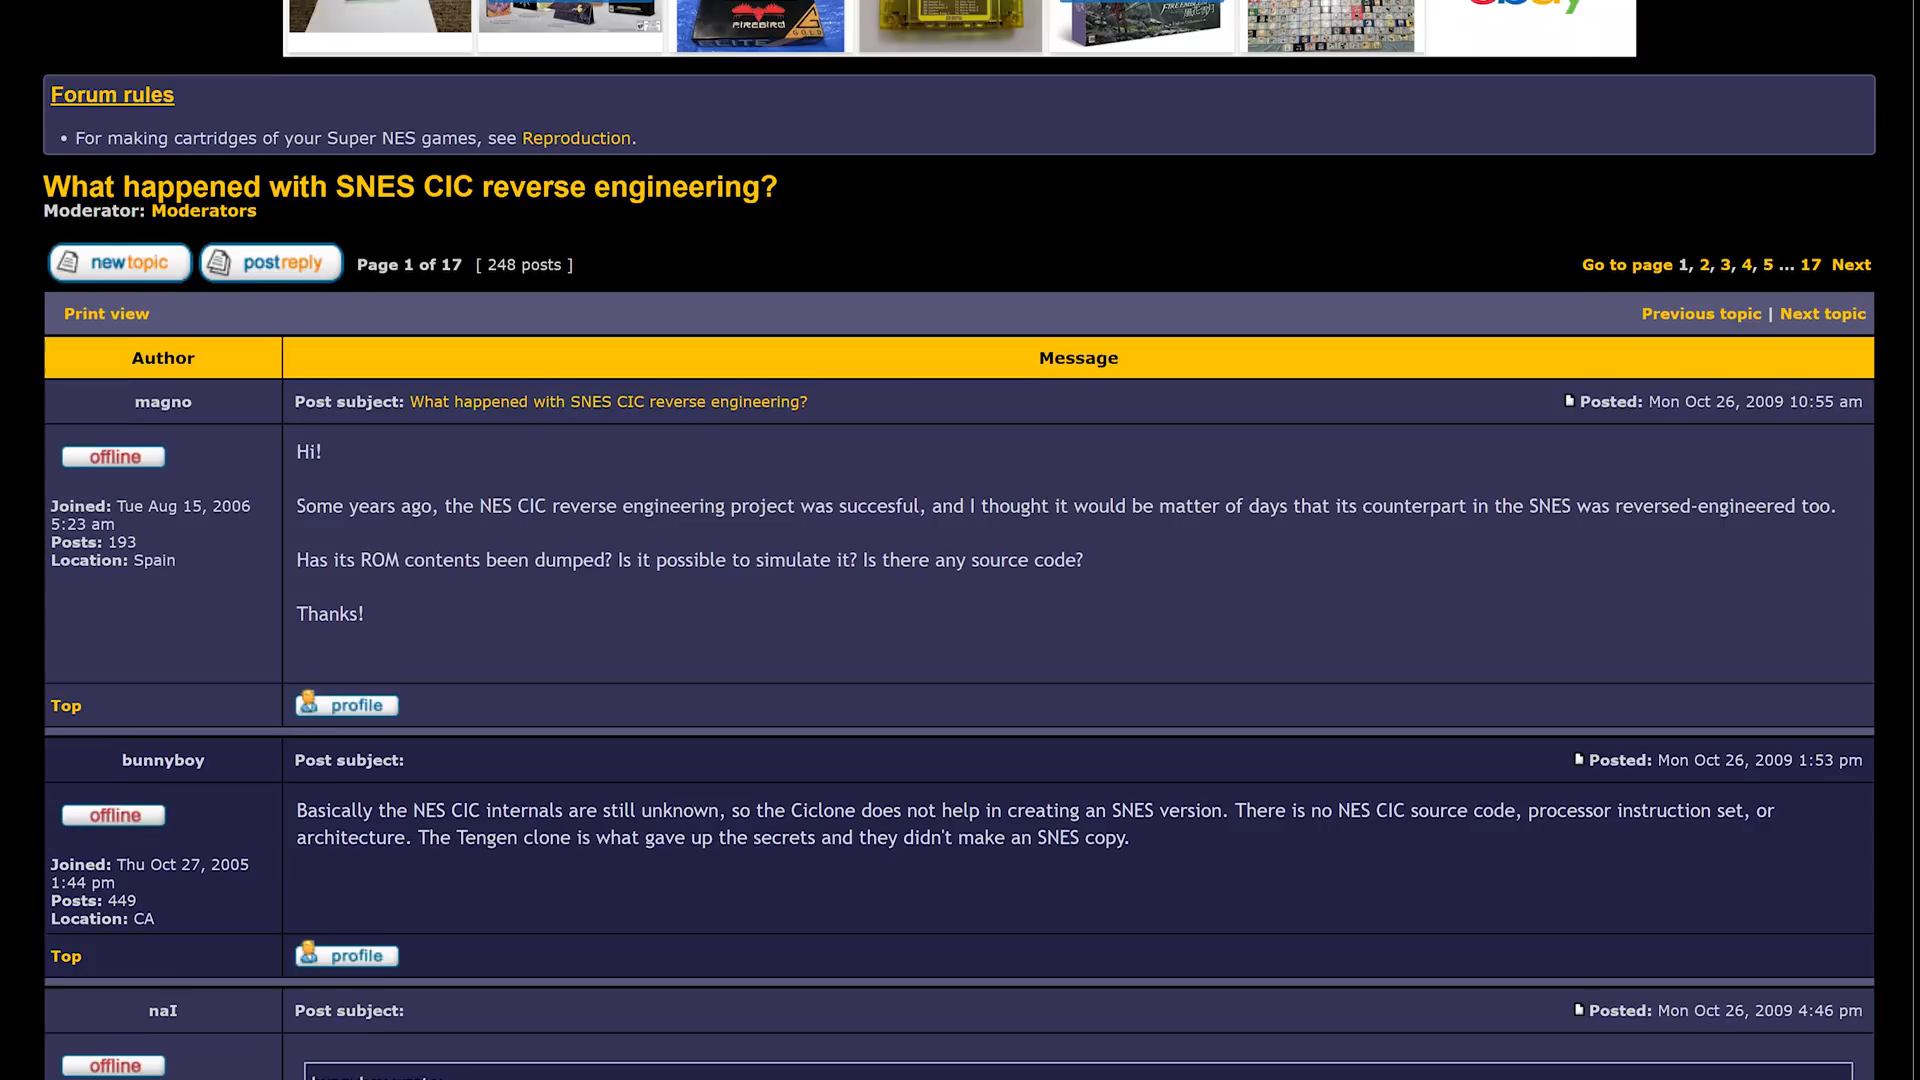 FIREBIRD
ELITE
GOLD
FIRE EMBLEM
ebay
Forum rules
• For making cartridges of your Super NES games, see Reproduction.
What happened with SNES CIC reverse engineering?
Moderator: Moderators
newtopic postreply Page 1 of 17 [ 248 posts ] Go to page 1, 2, 3, 4, 5 ... 17 Next
Print view Previous topic | Next topic
Author Message
magno Post subject: What happened with SNES CIC reverse engineering? Posted: Mon Oct 26, 2009 10:55 am
offline
Joined: Tue Aug 15, 2006
5:23 am
Posts: 193
Location: Spain
Hi!
Some years ago, the NES CIC reverse engineering project was succesful, and I thought it would be matter of days that its counterpart in the SNES was reversed-engineered too.
Has its ROM contents been dumped? Is it possible to simulate it? Is there any source code?
Thanks!
Top profile
bunnyboy Post subject: Posted: Mon Oct 26, 2009 1:53 pm
offline
Joined: Thu Oct 27, 2005
1:44 pm
Posts: 449
Location: CA
Basically the NES CIC internals are still unknown, so the Ciclone does not help in creating an SNES version. There is no NES CIC source code, processor instruction set, or
architecture. The Tengen clone is what gave up the secrets and they didn't make an SNES copy.
Top profile
naI Post subject: Posted: Mon Oct 26, 2009 4:46 pm
offline